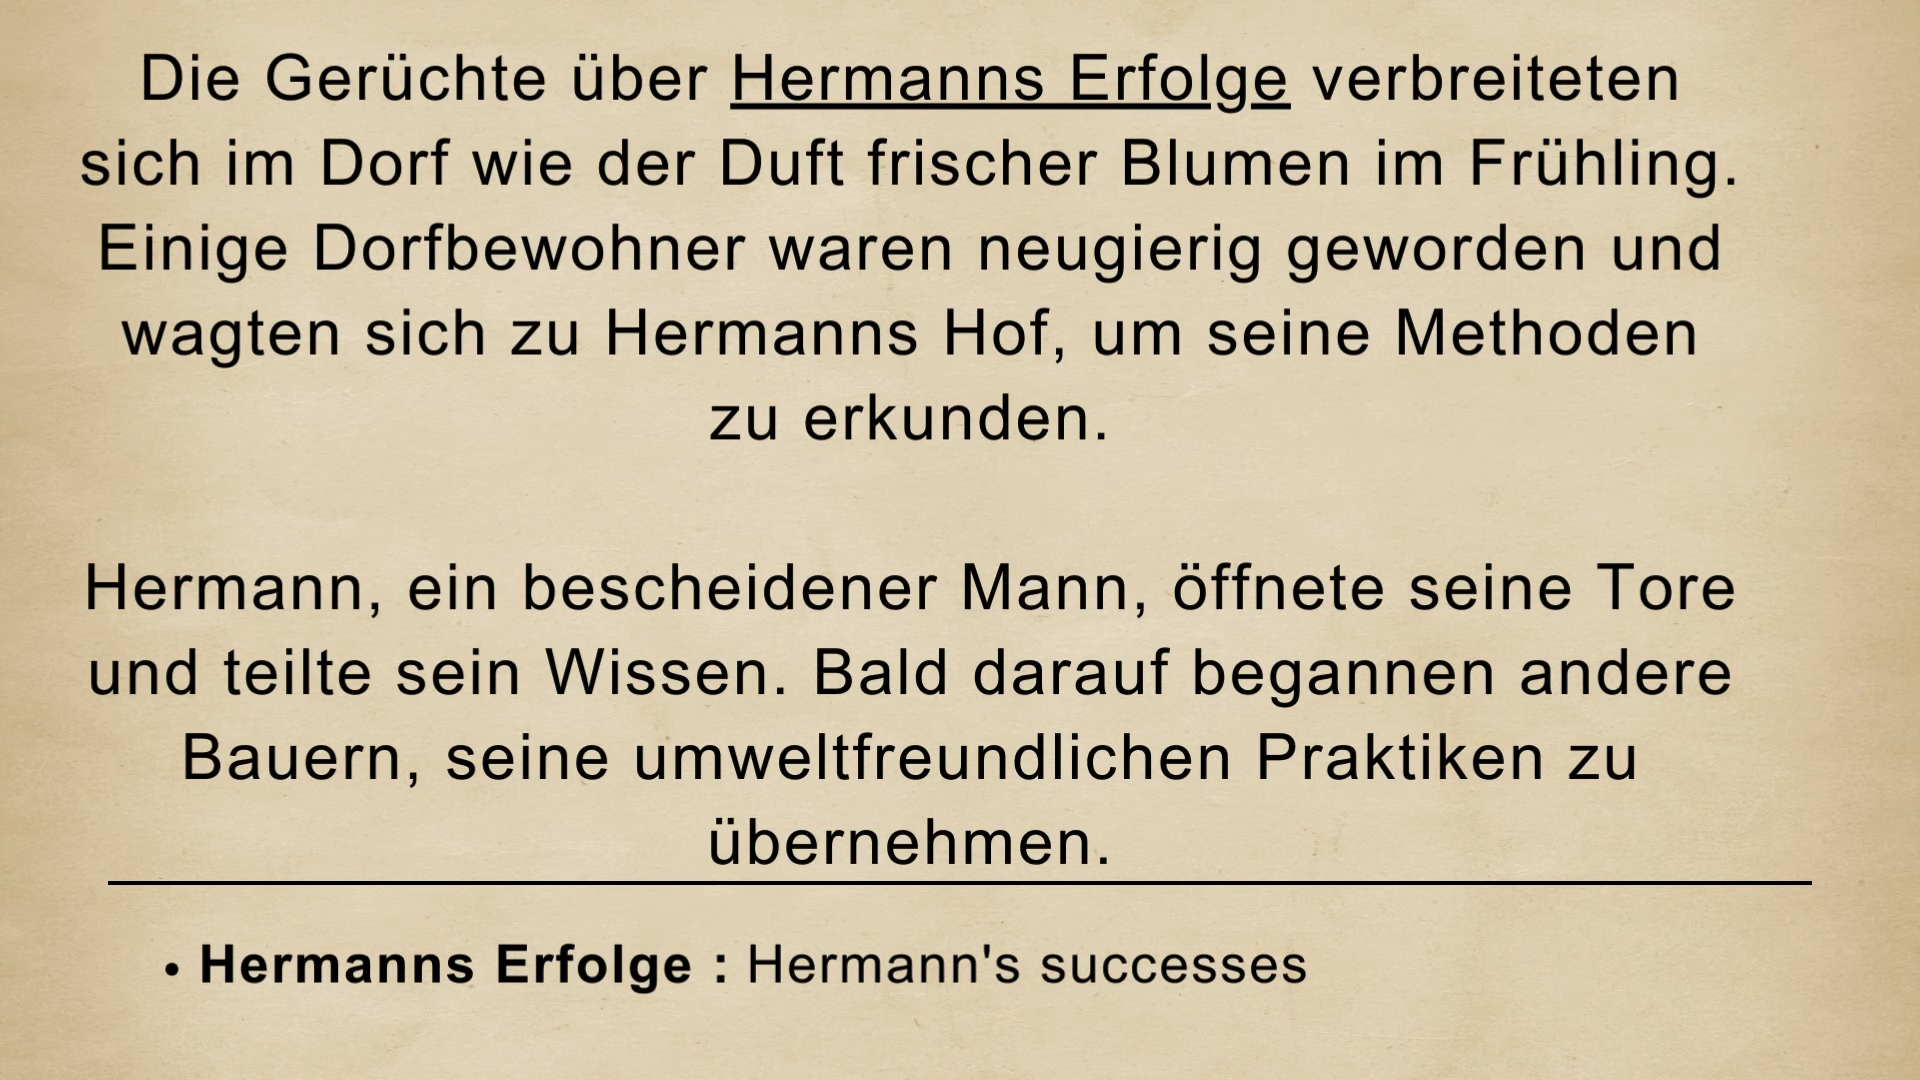 Die Gerüchte über Hermanns Erfolge verbreiteten
sich im Dorf wie der Duft frischer Blumen im Frühling.
Einige Dorfbewohner waren neugierig geworden und
wagten sich zu Hermanns Hof, um seine Methoden
zu erkunden.
Hermann, ein bescheidener Mann, öffnete seine Tore
und teilte sein Wissen. Bald darauf begannen andere
Bauern, seine umweltfreundlichen Praktiken zu
übernehmen.
• Hermanns Erfolge : Hermann's successes